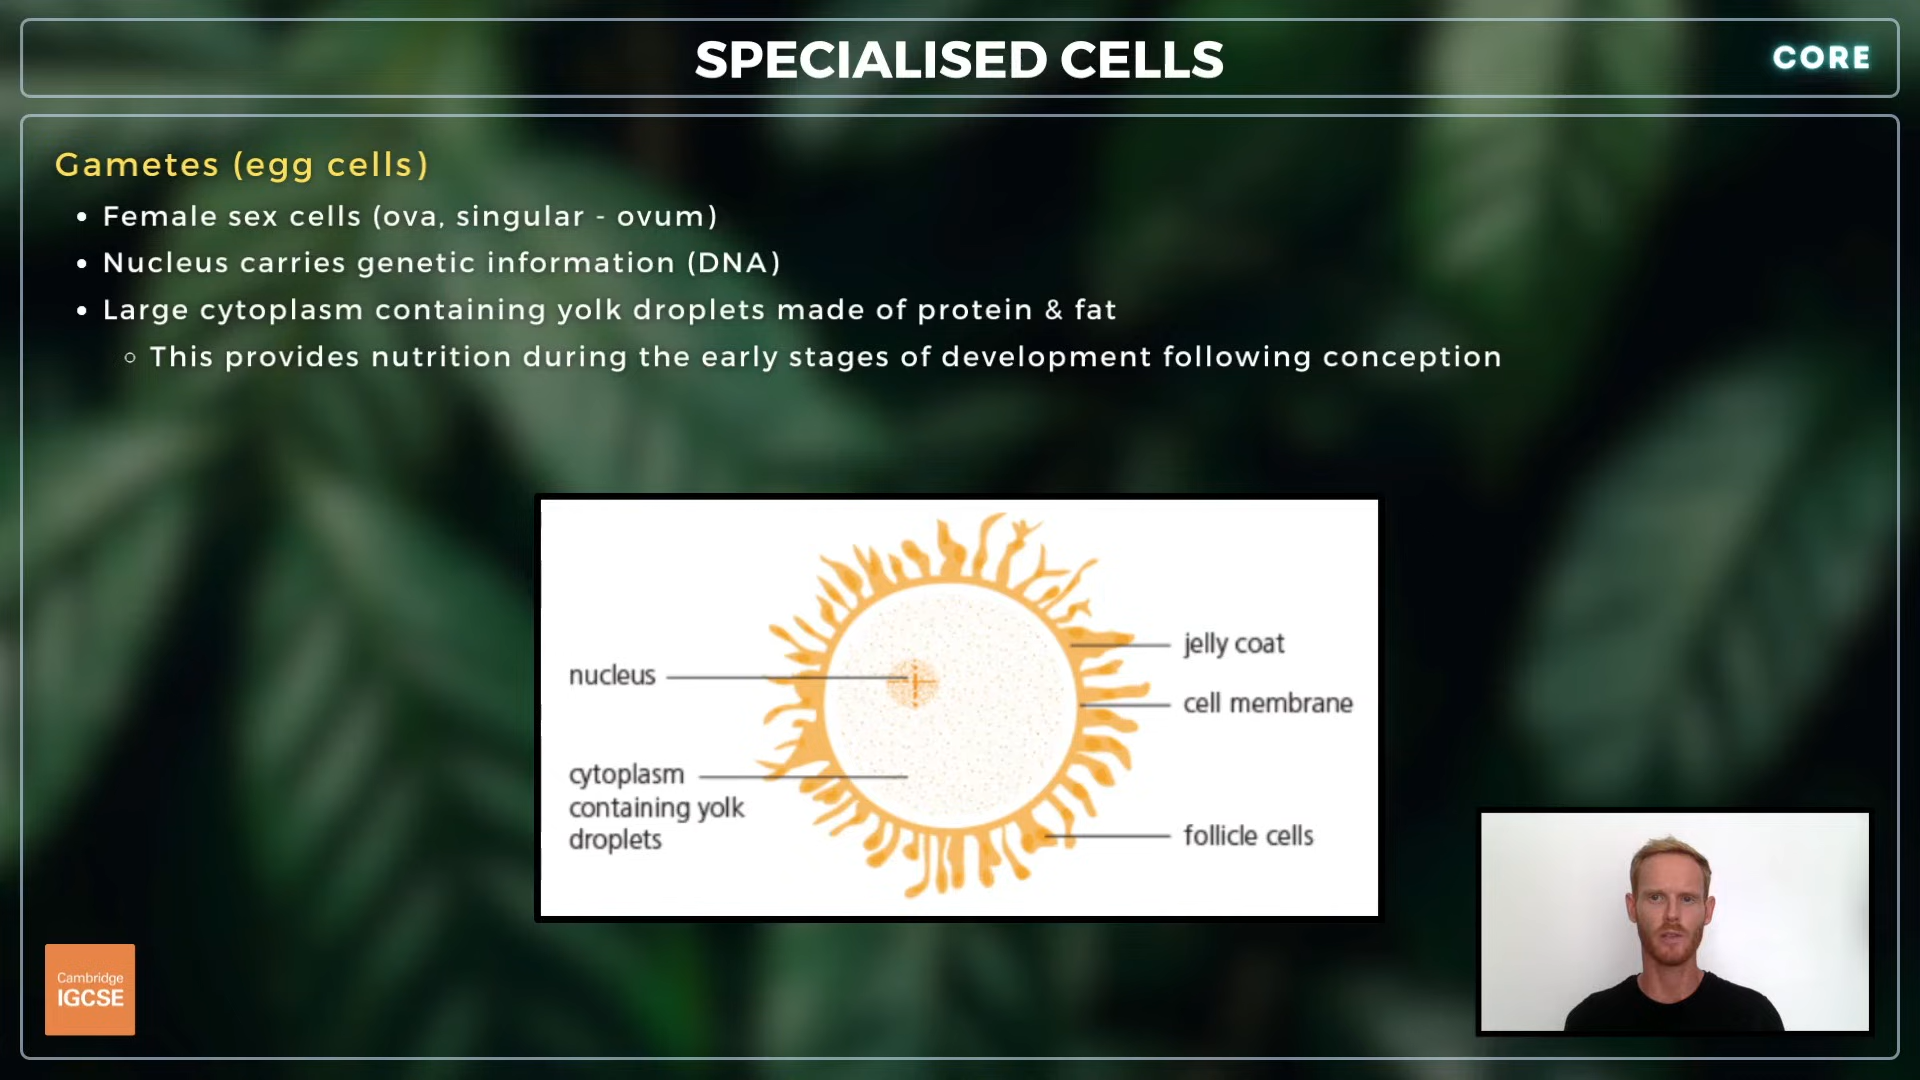 SPECIALISED CELLS
CORE
Gametes (egg cells)
• Female sex cells (ova, singular - ovum)
• Nucleus carries genetic information (DNA)
• Large cytoplasm containing yolk droplets made of protein & fat
○ This provides nutrition during the early stages of development following conception
nucleus
cytoplasm
containing yolk
droplets
jelly coat
cell membrane
follicle cells
Cambridge
IGCSE